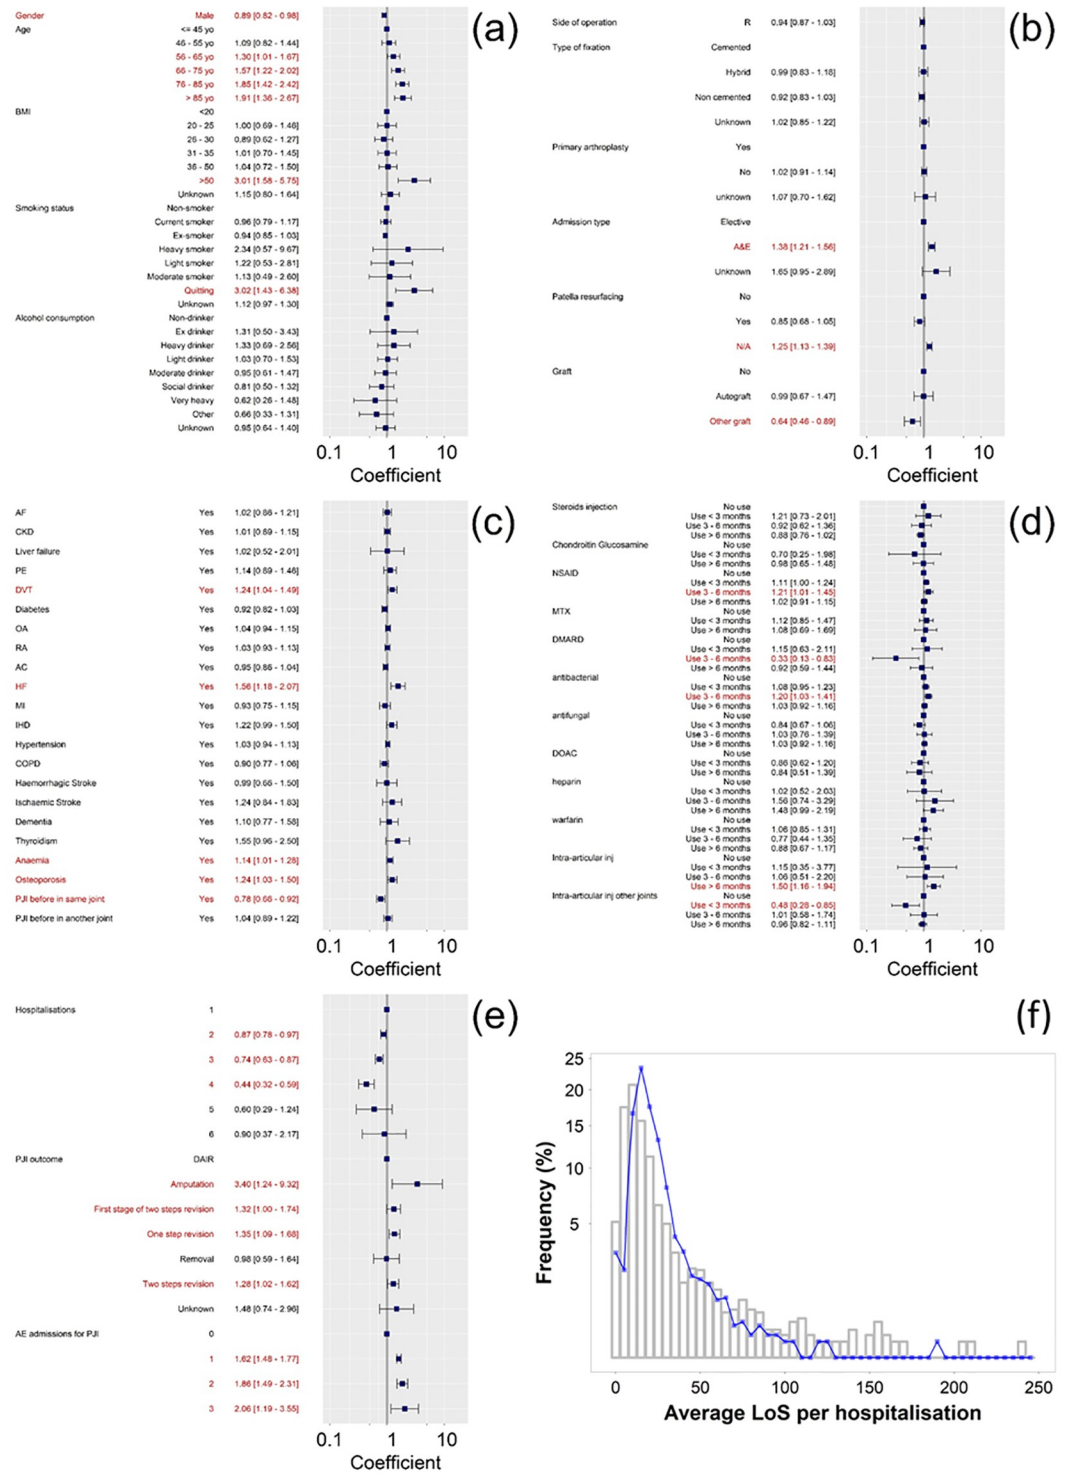 (a)
Gender Male 0.89 [0.82 - 0.98]
Age <= 45 yo
46 - 55 yo 1.09 [0.82 - 1.44]
56 - 65 yo 1.30 [1.01 - 1.67]
66 - 75 yo 1.57 [1.22 - 2.02]
76 - 85 yo 1.85 [1.42 - 2.42]
> 85 yo 1.91 [1.36 - 2.67]
BMI <20
20 - 25 1.00 [0.69 - 1.46]
26 - 30 0.89 [0.62 - 1.27]
31 - 35 1.01 [0.70 - 1.45]
36 - 50 1.04 [0.72 - 1.50]
>50 3.01 [1.58 - 5.75]
Unknown 1.15 [0.80 - 1.64]
Smoking status Non-smoker
Current smoker 0.96 [0.79 - 1.17]
Ex-smoker 0.94 [0.85 - 1.03]
Heavy smoker 2.34 [0.57 - 9.67]
Light smoker 1.22 [0.53 - 2.81]
Moderate smoker 1.13 [0.49 - 2.60]
Quitting 3.02 [1.43 - 6.38]
Unknown 1.12 [0.97 - 1.30]
Alcohol consumption Non-drinker
Ex drinker 1.31 [0.50 - 3.43]
Heavy drinker 1.33 [0.69 - 2.56]
Light drinker 1.03 [0.70 - 1.53]
Moderate drinker 0.95 [0.61 - 1.47]
Social drinker 0.81 [0.50 - 1.32]
Very heavy 0.62 [0.26 - 1.48]
Other 0.66 [0.33 - 1.31]
Unknown 0.95 [0.64 - 1.40]
0.1 1 10
Coefficient
(b)
Side of operation R 0.94 [0.87 - 1.03]
Type of fixation Cemented
Hybrid 0.99 [0.83 - 1.18]
Non cemented 0.92 [0.83 - 1.03]
Unknown 1.02 [0.85 - 1.22]
Primary arthroplasty Yes
No 1.02 [0.91 - 1.14]
unknown 1.07 [0.70 - 1.62]
Admission type Elective
A&E 1.38 [1.21 - 1.56]
Unknown 1.65 [0.95 - 2.89]
Patella resurfacing No
Yes 0.85 [0.68 - 1.05]
N/A 1.25 [1.13 - 1.39]
Graft No
Autograft 0.99 [0.67 - 1.47]
Other graft 0.64 [0.46 - 0.89]
0.1 1 10
Coefficient
(c)
AF Yes 1.02 [0.86 - 1.21]
CKD Yes 1.01 [0.89 - 1.15]
Liver failure Yes 1.02 [0.52 - 2.01]
PE Yes 1.14 [0.89 - 1.46]
DVT Yes 1.24 [1.04 - 1.49]
Diabetes Yes 0.92 [0.82 - 1.03]
OA Yes 1.04 [0.94 - 1.15]
RA Yes 1.03 [0.93 - 1.13]
AC Yes 0.95 [0.86 - 1.04]
HF Yes 1.56 [1.18 - 2.07]
MI Yes 0.93 [0.75 - 1.15]
IHD Yes 1.22 [0.99 - 1.50]
Hypertension Yes 1.03 [0.94 - 1.13]
COPD Yes 0.90 [0.77 - 1.06]
Haemorrhagic Stroke Yes 0.99 [0.66 - 1.50]
Ischaemic Stroke Yes 1.24 [0.84 - 1.83]
Dementia Yes 1.10 [0.77 - 1.58]
Thyroidism Yes 1.55 [0.96 - 2.50]
Anaemia Yes 1.14 [1.01 - 1.28]
Osteoporosis Yes 1.24 [1.03 - 1.50]
PJI before in same joint Yes 0.78 [0.66 - 0.92]
PJI before in another joint Yes 1.04 [0.89 - 1.22]
0.1 1 10
Coefficient
(d)
Steroids injection No use
Use < 3 months 1.21 [0.73 - 2.01]
Use 3 - 6 months 0.92 [0.62 - 1.36]
Use > 6 months 0.88 [0.76 - 1.02]
Chondroitin Glucosamine No use
Use < 3 months 0.70 [0.25 - 1.98]
Use > 6 months 0.98 [0.65 - 1.48]
NSAID No use
Use < 3 months 1.11 [1.00 - 1.24]
Use 3 - 6 months 1.21 [1.01 - 1.45]
Use > 6 months 1.02 [0.91 - 1.15]
MTX No use
Use < 3 months 1.12 [0.85 - 1.47]
Use > 6 months 1.08 [0.69 - 1.69]
DMARD No use
Use < 3 months 1.15 [0.63 - 2.11]
Use 3 - 6 months 0.33 [0.13 - 0.83]
Use > 6 months 0.92 [0.59 - 1.44]
antibacterial No use
Use < 3 months 1.08 [0.95 - 1.23]
Use 3 - 6 months 1.20 [1.03 - 1.41]
Use > 6 months 1.03 [0.92 - 1.16]
antifungal No use
Use < 3 months 0.84 [0.67 - 1.06]
Use 3 - 6 months 1.03 [0.76 - 1.39]
Use > 6 months 1.03 [0.92 - 1.16]
DOAC No use
Use < 3 months 0.86 [0.62 - 1.20]
Use > 6 months 0.84 [0.51 - 1.39]
heparin No use
Use < 3 months 1.02 [0.52 - 2.03]
Use 3 - 6 months 1.56 [0.74 - 3.29]
Use > 6 months 1.48 [0.99 - 2.19]
warfarin No use
Use < 3 months 1.06 [0.85 - 1.31]
Use 3 - 6 months 0.77 [0.44 - 1.35]
Use > 6 months 0.88 [0.67 - 1.17]
Intra-articular inj No use
Use < 3 months 1.15 [0.35 - 3.77]
Use 3 - 6 months 1.06 [0.51 - 2.20]
Use > 6 months 1.50 [1.16 - 1.94]
Intra-articular inj other joints No use
Use < 3 months 0.48 [0.28 - 0.85]
Use 3 - 6 months 1.01 [0.58 - 1.74]
Use > 6 months 0.96 [0.82 - 1.11]
0.1 1 10
Coefficient
(e)
Hospitalisations 1
2 0.87 [0.78 - 0.97]
3 0.74 [0.63 - 0.87]
4 0.44 [0.32 - 0.59]
5 0.60 [0.29 - 1.24]
6 0.90 [0.37 - 2.17]
PJI outcome DAIR
Amputation 3.40 [1.24 - 9.32]
First stage of two steps revision 1.32 [1.00 - 1.74]
One step revision 1.35 [1.09 - 1.68]
Removal 0.98 [0.59 - 1.64]
Two steps revision 1.28 [1.02 - 1.62]
Unknown 1.48 [0.74 - 2.96]
AE admissions for PJI 0
1 1.62 [1.48 - 1.77]
2 1.86 [1.49 - 2.31]
3 2.06 [1.19 - 3.55]
0.1 1 10
Coefficient
(f)
Frequency (%)
25
20
15
10
5
0 50 100 150 200 250
Average LoS per hospitalisation